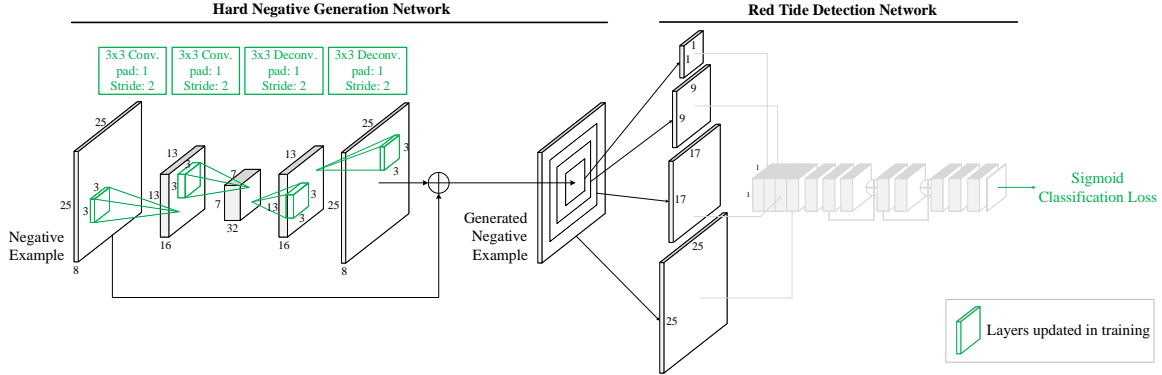 Hard Negative Generation Network
Red Tide Detection Network
3x3 Conv.
pad: 1
Stride: 2
3x3 Conv.
pad: 1
Stride: 2
3x3 Deconv.
pad: 1
Stride: 2
3x3 Deconv.
pad: 1
Stride: 2
25
25
8
3
3
Negative
Example
13
13
16
3
3
7
7
32
13
13
16
3
3
25
8
3
3
Generated
Negative
Example
1
1
9
9
17
17
25
25
1
1
Sigmoid
Classification Loss
Layers updated in training